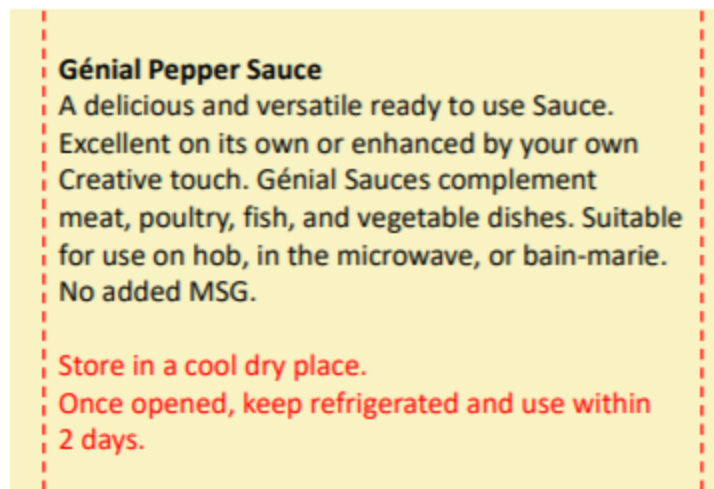 Génial Pepper Sauce
A delicious and versatile ready to use Sauce.
Excellent on its own or enhanced by your own
Creative touch. Génial Sauces complement
meat, poultry, fish, and vegetable dishes. Suitable
for use on hob, in the microwave, or bain-marie.
No added MSG.
Store in a cool dry place.
Once opened, keep refrigerated and use within
2 days.